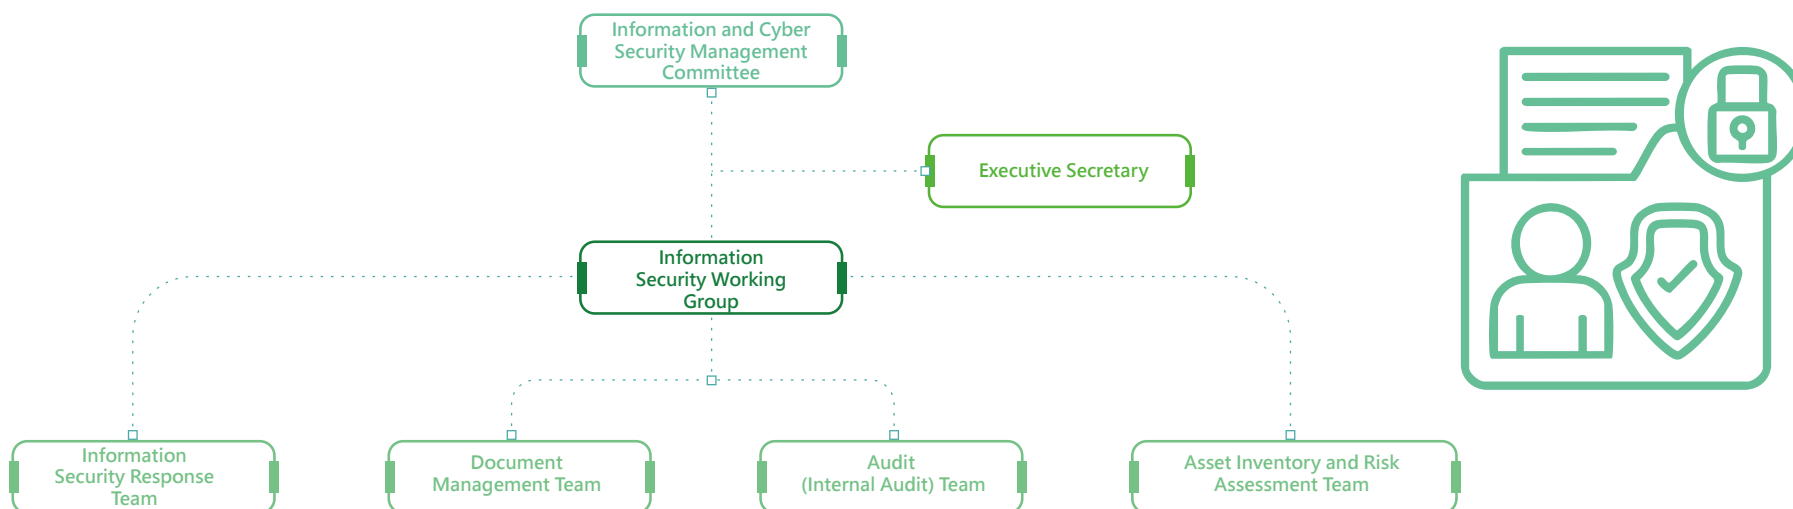 Information and Cyber
Security Management
Committee
Executive Secretary
Information
Security Working
Group
Information
Security Response
Team
Document
Management Team
Audit
(Internal Audit) Team
Asset Inventory and Risk
Assessment Team